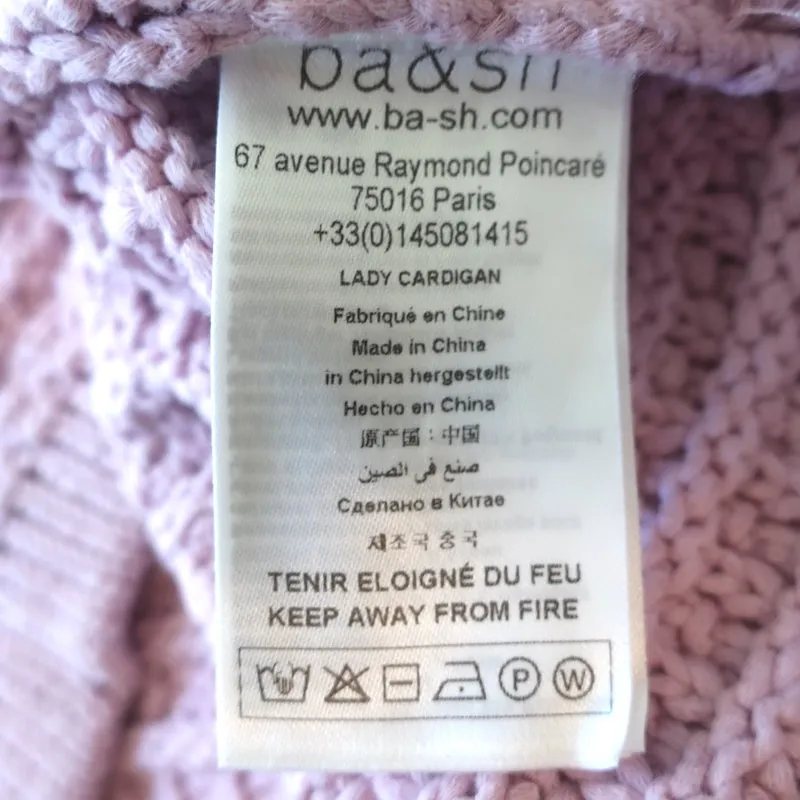 ba&sh
www.ba-sh.com
67 avenue Raymond Poincaré
75016 Paris
+33(0)145081415
LADY CARDIGAN
Fabriqué en Chine
Made in China
in China hergestellt
Hecho en China
原产国：中国
صنع في الصين
Сделано в Китае
제조국 중국
TENIR ELOIGNÉ DU FEU
KEEP AWAY FROM FIRE
P W